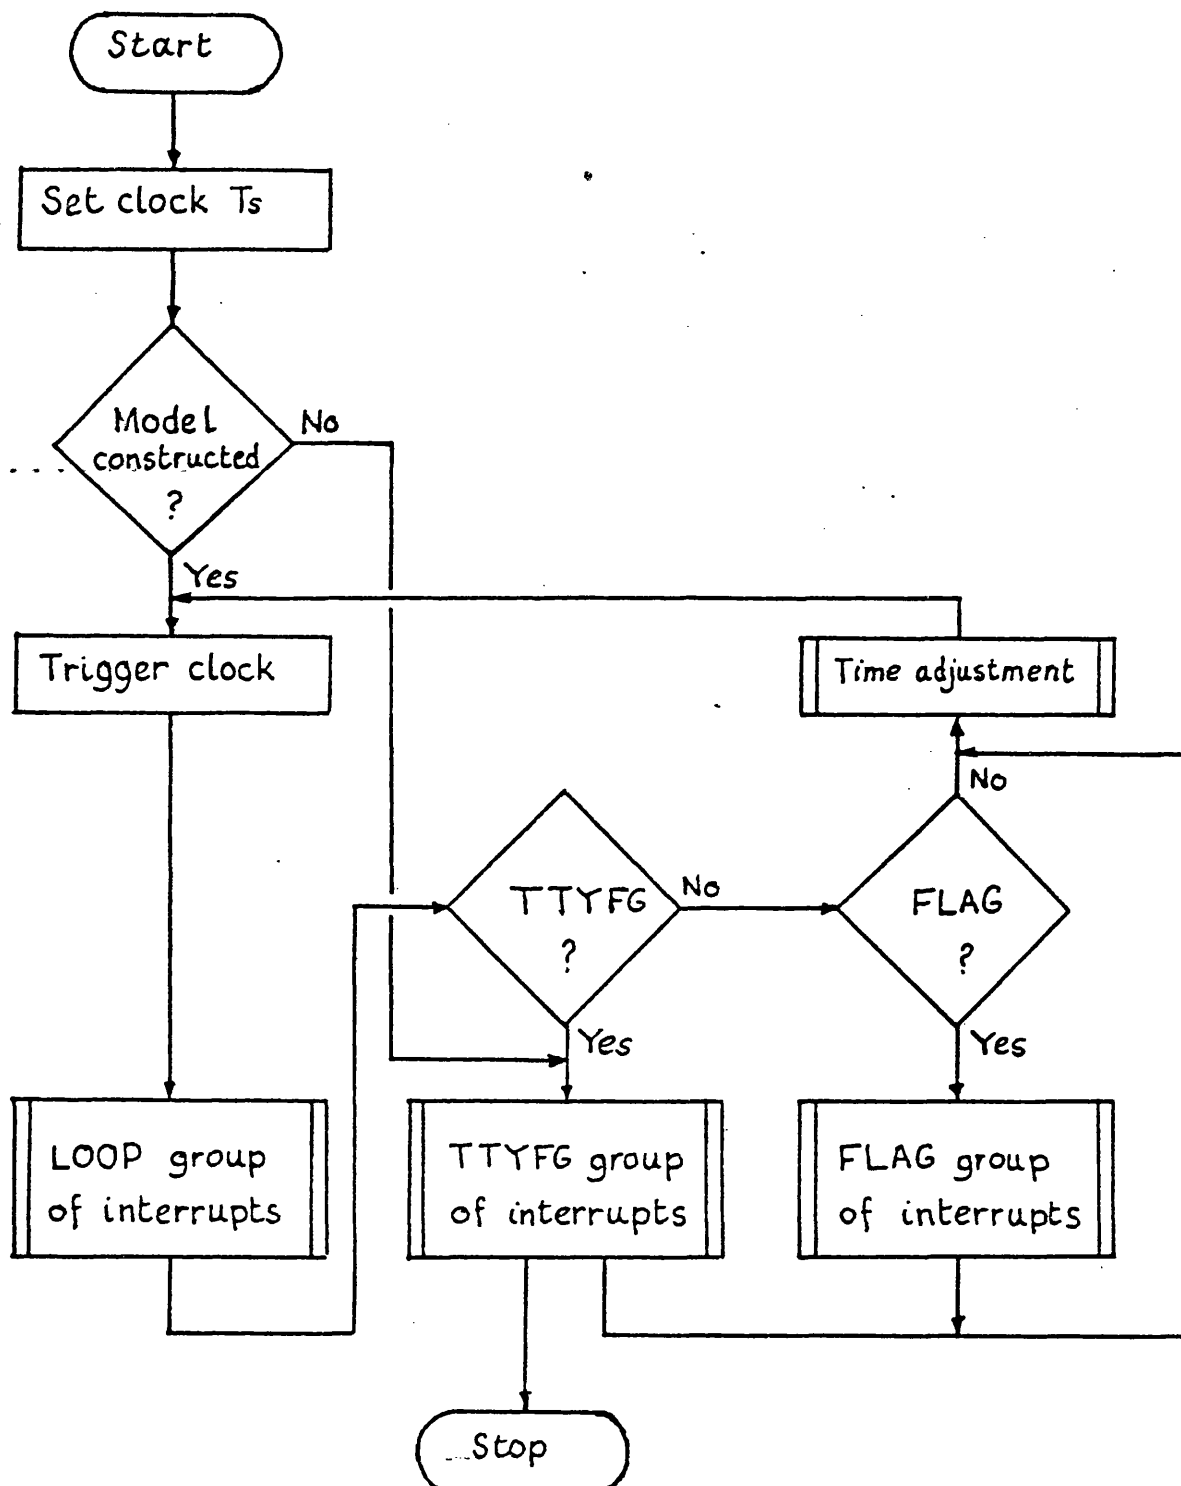 Start
Set clock Ts
Model
constructed
?
No
Yes
Trigger clock
Time adjustment
No
TTYFG
?
No
Yes
FLAG
?
Yes
LOOP group
of interrupts
TTYFG group
of interrupts
FLAG group
of interrupts
Stop